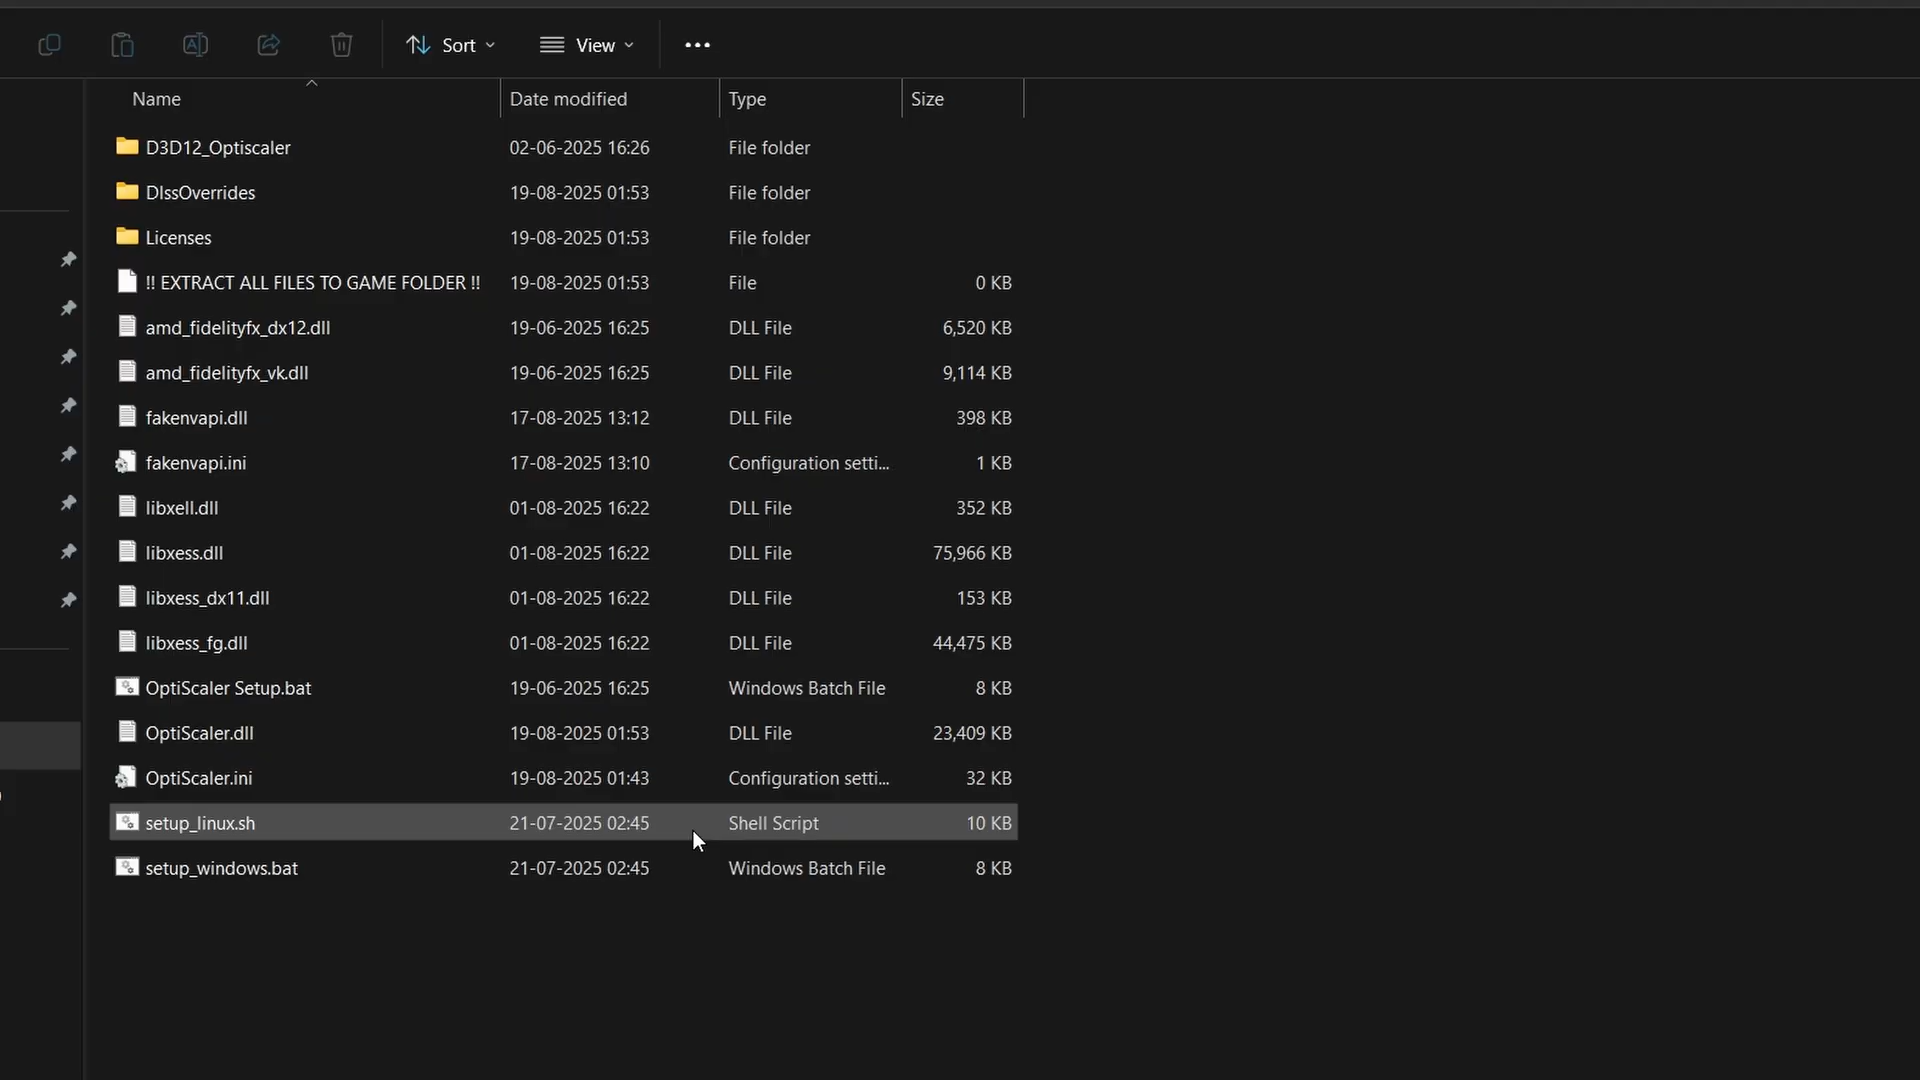 Sort View
Name Date modified Type Size
D3D12_Optiscaler 02-06-2025 16:26 File folder
DlssOverrides 19-08-2025 01:53 File folder
Licenses 19-08-2025 01:53 File folder
!! EXTRACT ALL FILES TO GAME FOLDER !! 19-08-2025 01:53 File 0 KB
amd_fidelityfx_dx12.dll 19-06-2025 16:25 DLL File 6,520 KB
amd_fidelityfx_vk.dll 19-06-2025 16:25 DLL File 9,114 KB
fakenvapi.dll 17-08-2025 13:12 DLL File 398 KB
fakenvapi.ini 17-08-2025 13:10 Configuration setti... 1 KB
libxell.dll 01-08-2025 16:22 DLL File 352 KB
libxess.dll 01-08-2025 16:22 DLL File 75,966 KB
libxess_dx11.dll 01-08-2025 16:22 DLL File 153 KB
libxess_fg.dll 01-08-2025 16:22 DLL File 44,475 KB
OptiScaler Setup.bat 19-06-2025 16:25 Windows Batch File 8 KB
OptiScaler.dll 19-08-2025 01:53 DLL File 23,409 KB
OptiScaler.ini 19-08-2025 01:43 Configuration setti... 32 KB
setup_linux.sh 21-07-2025 02:45 Shell Script 10 KB
setup_windows.bat 21-07-2025 02:45 Windows Batch File 8 KB